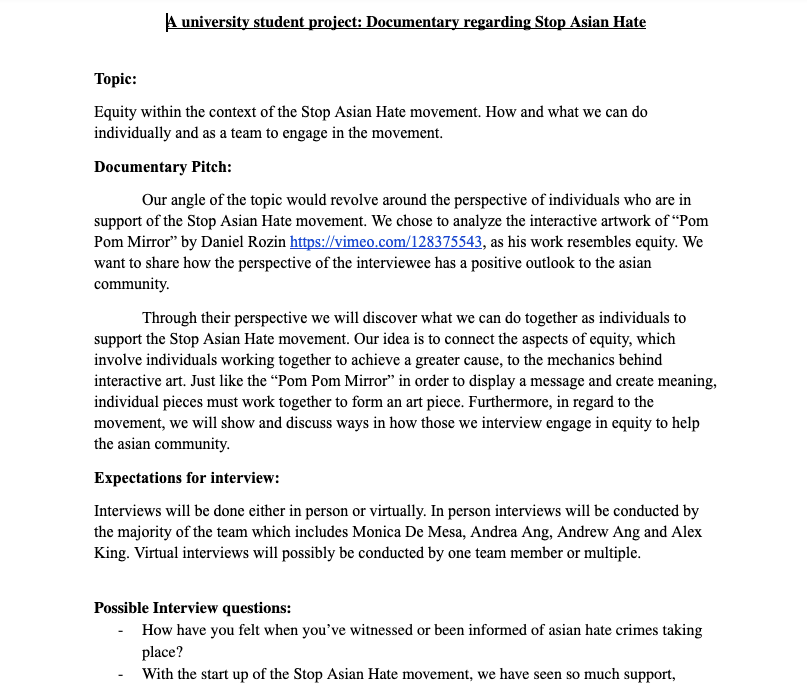 A university student project: Documentary regarding Stop Asian Hate
Topic:
Equity within the context of the Stop Asian Hate movement. How and what we can do
individually and as a team to engage in the movement.
Documentary Pitch:
Our angle of the topic would revolve around the perspective of individuals who are in
support of the Stop Asian Hate movement. We chose to analyze the interactive artwork of “Pom
Pom Mirror” by Daniel Rozin https://vimeo.com/128375543, as his work resembles equity. We
want to share how the perspective of the interviewee has a positive outlook to the asian
community.
Through their perspective we will discover what we can do together as individuals to
support the Stop Asian Hate movement. Our idea is to connect the aspects of equity, which
involve individuals working together to achieve a greater cause, to the mechanics behind
interactive art. Just like the “Pom Pom Mirror” in order to display a message and create meaning,
individual pieces must work together to form an art piece. Furthermore, in regard to the
movement, we will show and discuss ways in how those we interview engage in equity to help
the asian community.
Expectations for interview:
Interviews will be done either in person or virtually. In person interviews will be conducted by
the majority of the team which includes Monica De Mesa, Andrea Ang, Andrew Ang and Alex
King. Virtual interviews will possibly be conducted by one team member or multiple.
Possible Interview questions:
- How have you felt when you’ve witnessed or been informed of asian hate crimes taking
place?
- With the start up of the Stop Asian Hate movement, we have seen so much support,